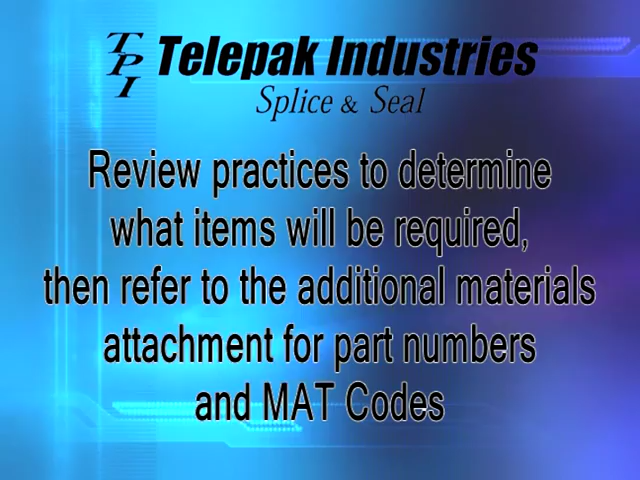 TPI Telepak Industries
Splice & Seal
Review practices to determine
what items will be required,
then refer to the additional materials
attachment for part numbers
and MAT Codes